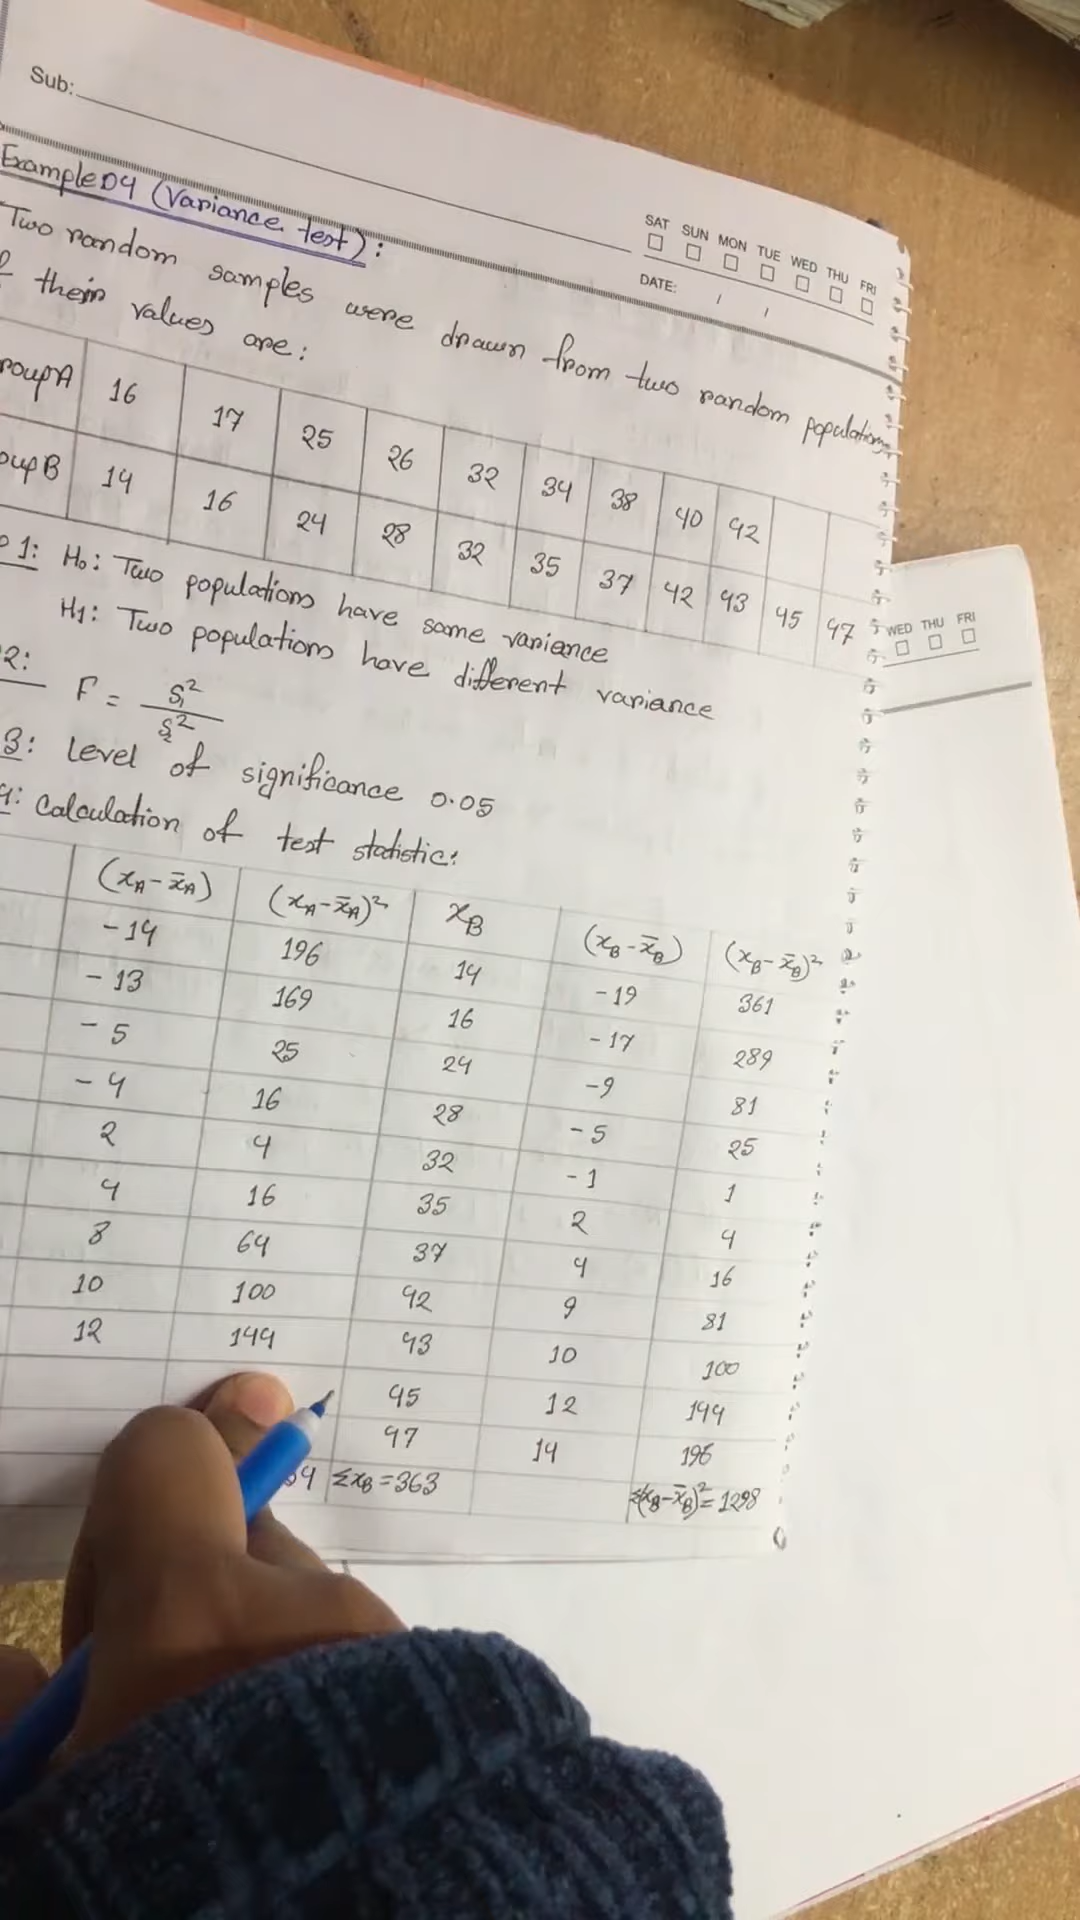 Sub:
SAT SUN MON TUE WED THU FRI
DATE: / /
Example 04 (Variance test):
Two random samples were drawn from two random populations
their values are:
roup A 16 17 25 26 32 34 38 40 42
oup B 14 16 24 28 32 35 37 42 43 45 47
1: H₀: Two populations have same variance
H1: Two populations have different variance
2: F = S₁² / S₂²
3: Level of significance 0.05
4: Calculation of test statistic:
(xA - x̄A) (xA - x̄A)² xB (xB - x̄B) (xB - x̄B)²
-14 196 14 -19 361
-13 169 16 -17 289
-5 25 24 -9 81
-4 16 28 -5 25
2 4 32 -1 1
4 16 35 2 4
8 64 37 4 16
10 100 42 9 81
12 144 43 10 100
45 12 144
47 14 196
34 ΣxB = 363 Σ(xB - x̄B)² = 1298
WED THU FRI